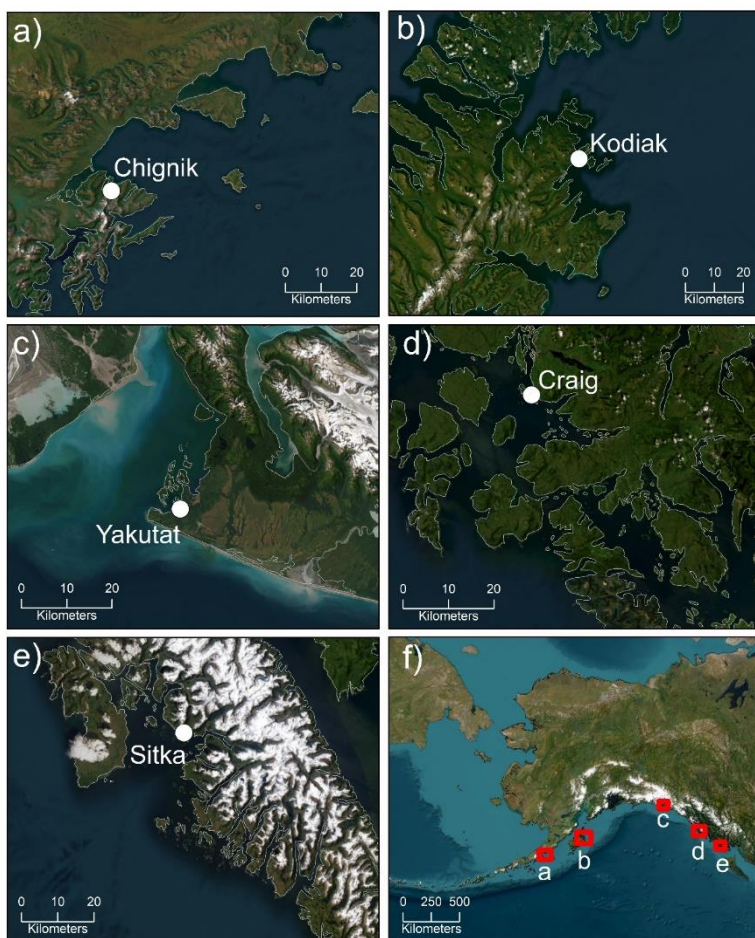 a)
Chignik
0 10 20
Kilometers
b)
Kodiak
0 10 20
Kilometers
c)
Yakutat
0 10 20
Kilometers
d)
Craig
0 10 20
Kilometers
e)
Sitka
0 10 20
Kilometers
f)
a
b
c
d
e
0 250 500
Kilometers